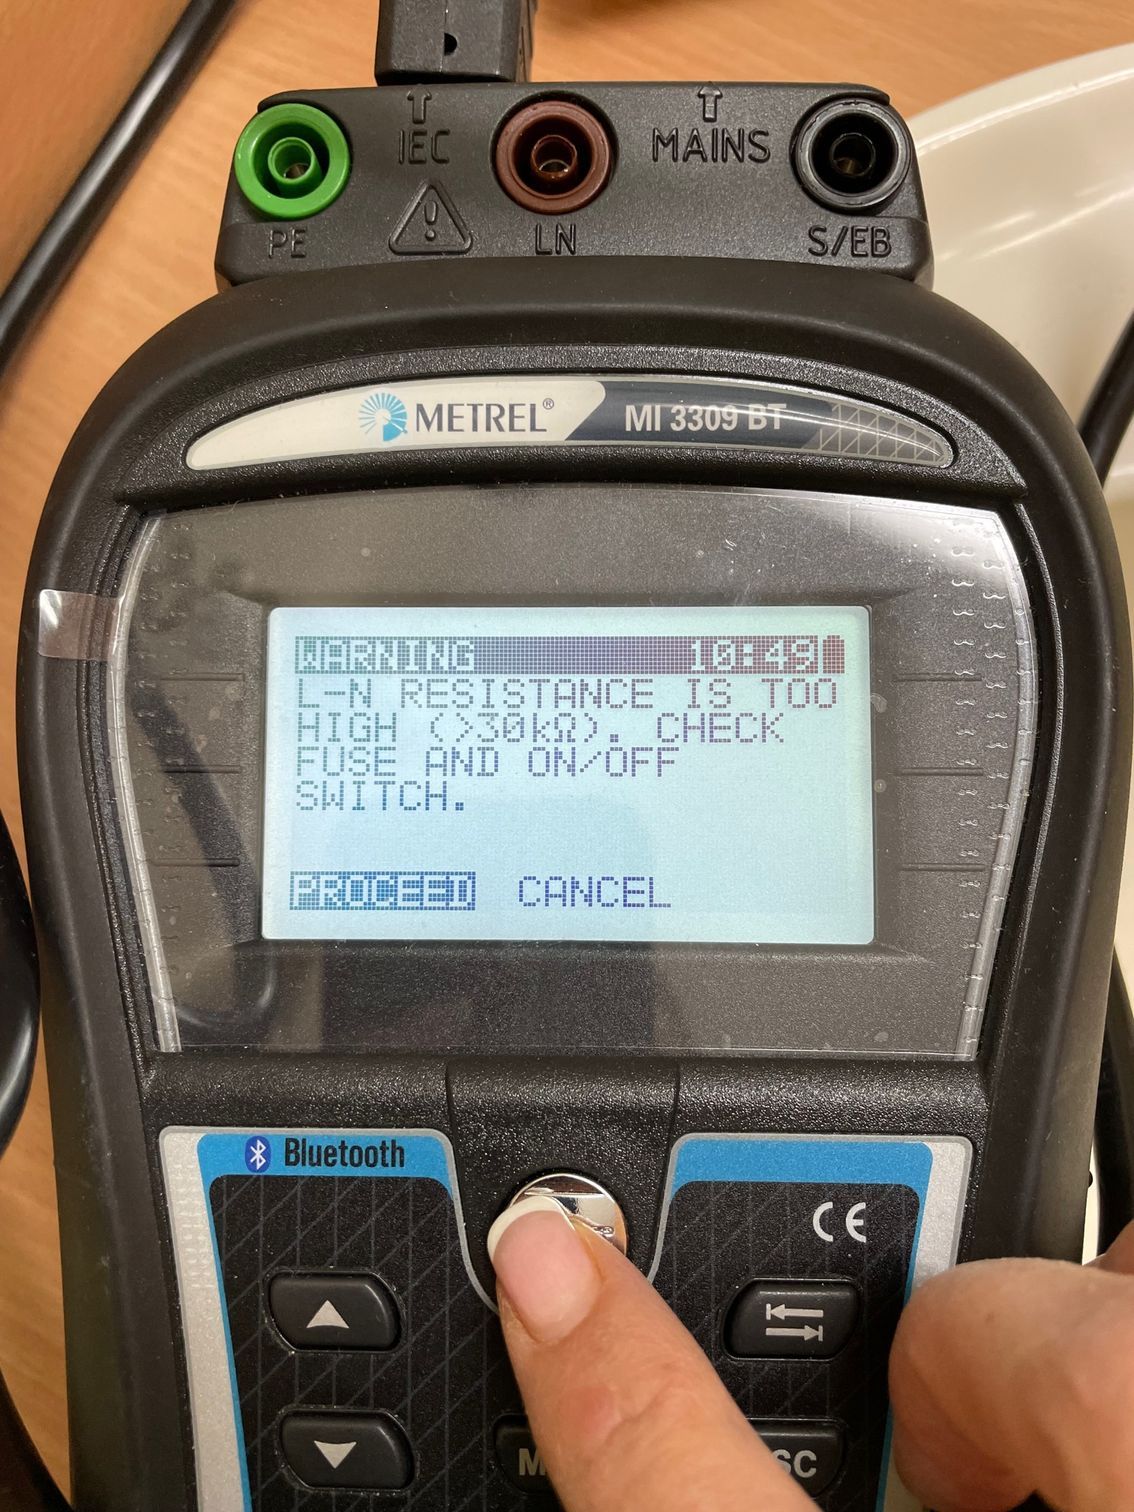 IEC
MAINS
PE
LN
S/EB
METREL®
MI 3309 BT
WARNING 10:49
L-N RESISTANCE IS TOO
HIGH (>30kΩ). CHECK
FUSE AND ON/OFF
SWITCH.
PROCEED CANCEL
Bluetooth
CE